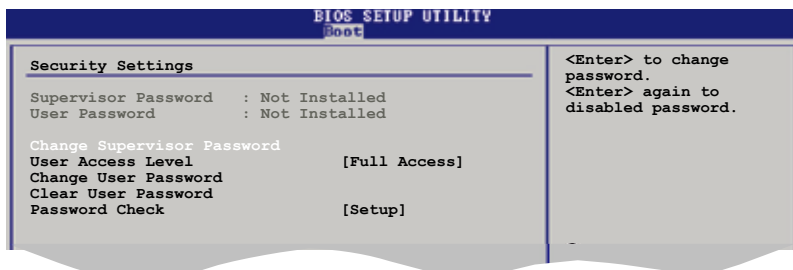 BIOS SETUP UTILITY
Boot
Security Settings
Supervisor Password : Not Installed
User Password : Not Installed
Change Supervisor Password
User Access Level [Full Access]
Change User Password
Clear User Password
Password Check [Setup]
<Enter> to change
password.
<Enter> again to
disabled password.